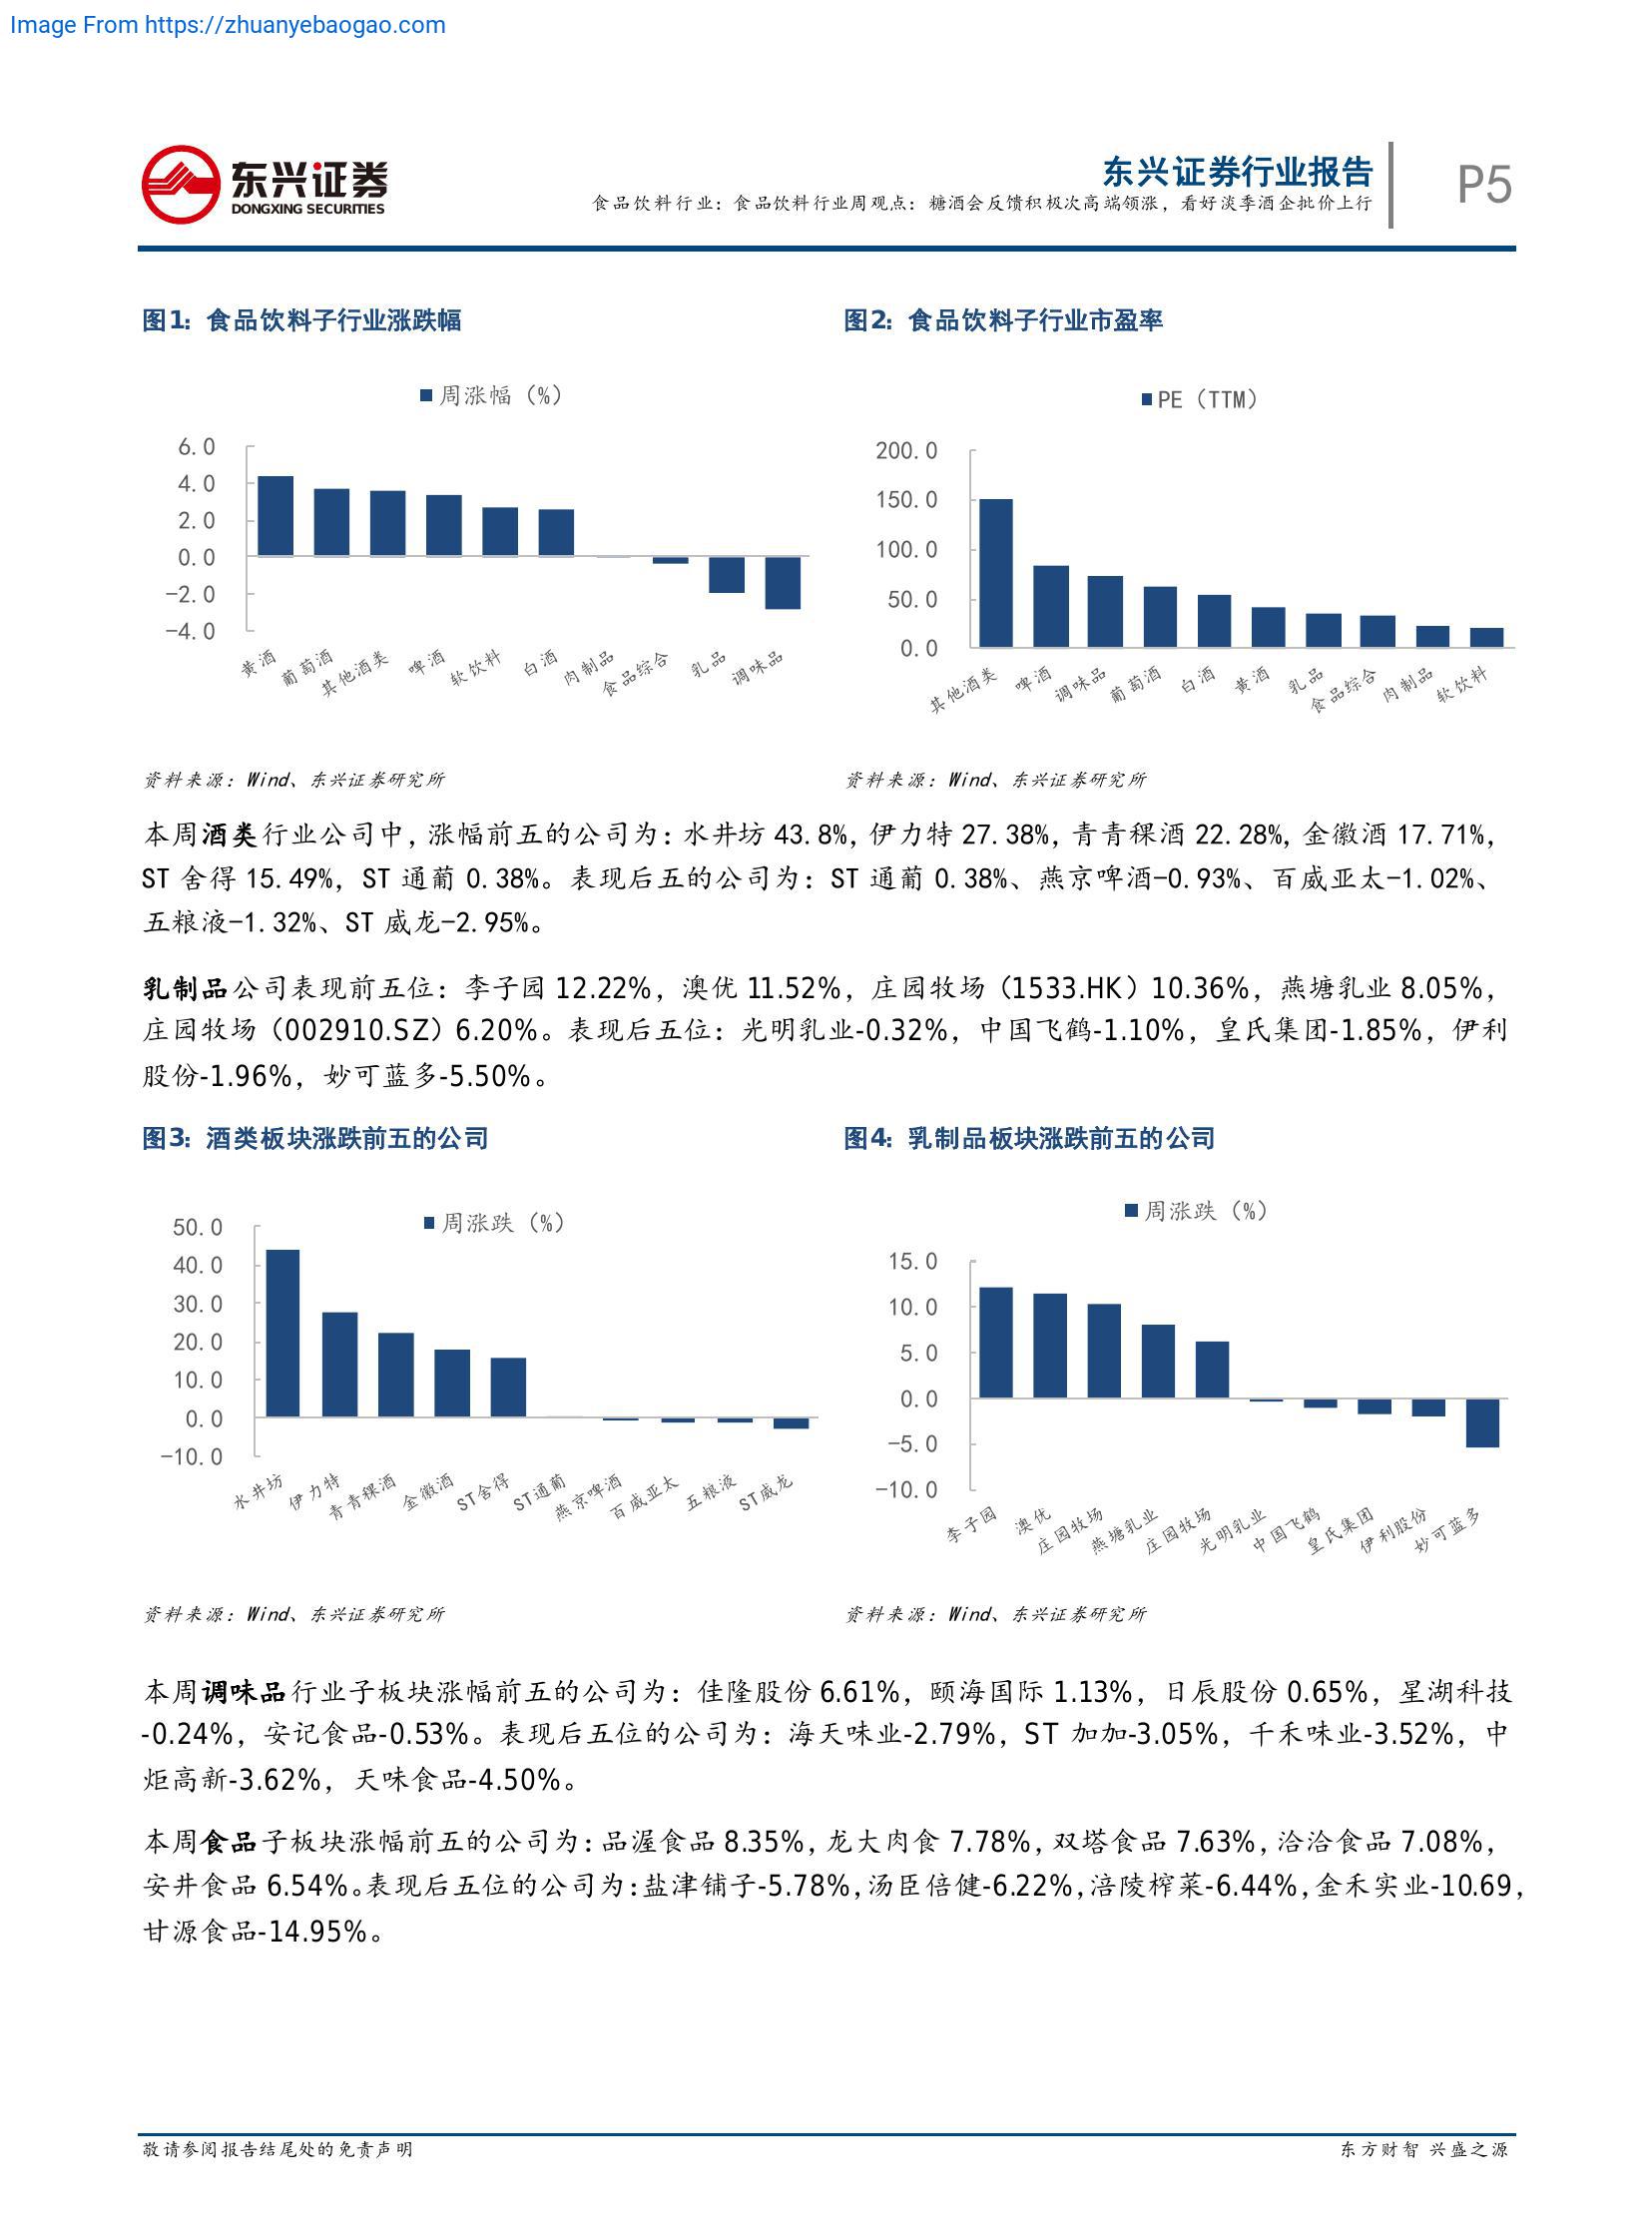 Image From https://zhuanyebaogao.com
东兴证券
DONGXING SECURITIES
东兴证券行业报告
食品饮料行业：食品饮料行业周观点：糖酒会反馈积极次高端领涨，看好淡季酒企批价上行
P5
图1: 食品饮料子行业涨跌幅
周涨幅（%）
6.0
4.0
2.0
0.0
-2.0
-4.0
黄酒
葡萄酒
其他酒类
啤酒
软饮料
白酒
肉制品
食品综合
乳品
调味品
资料来源：Wind、东兴证券研究所
图2: 食品饮料子行业市盈率
PE（TTM）
200.0
150.0
100.0
50.0
0.0
其他酒类
啤酒
调味品
葡萄酒
白酒
黄酒
乳品
食品综合
肉制品
软饮料
资料来源：Wind、东兴证券研究所
本周酒类行业公司中，涨幅前五的公司为：水井坊 43.8%，伊力特 27.38%，青青稞酒 22.28%，金徽酒 17.71%，
ST 舍得 15.49%，ST 通葡 0.38%。表现后五的公司为：ST 通葡 0.38%、燕京啤酒-0.93%、百威亚太-1.02%、
五粮液-1.32%、ST 威龙-2.95%。
乳制品公司表现前五位：李子园 12.22%，澳优 11.52%，庄园牧场（1533.HK）10.36%，燕塘乳业 8.05%，
庄园牧场（002910.SZ）6.20%。表现后五位：光明乳业-0.32%，中国飞鹤-1.10%，皇氏集团-1.85%，伊利
股份-1.96%，妙可蓝多-5.50%。
图3: 酒类板块涨跌前五的公司
周涨跌（%）
50.0
40.0
30.0
20.0
10.0
0.0
-10.0
水井坊
伊力特
青青稞酒
金徽酒
ST舍得
ST通葡
燕京啤酒
百威亚太
五粮液
ST威龙
资料来源：Wind、东兴证券研究所
图4: 乳制品板块涨跌前五的公司
周涨跌（%）
15.0
10.0
5.0
0.0
-5.0
-10.0
李子园
澳优
庄园牧场
燕塘乳业
庄园牧场
光明乳业
中国飞鹤
皇氏集团
伊利股份
妙可蓝多
资料来源：Wind、东兴证券研究所
本周调味品行业子板块涨幅前五的公司为：佳隆股份 6.61%，颐海国际 1.13%，日辰股份 0.65%，星湖科技
-0.24%，安记食品-0.53%。表现后五位的公司为：海天味业-2.79%，ST 加加-3.05%，千禾味业-3.52%，中
炬高新-3.62%，天味食品-4.50%。
本周食品子板块涨幅前五的公司为：品渥食品 8.35%，龙大肉食 7.78%，双塔食品 7.63%，洽洽食品 7.08%，
安井食品 6.54%。表现后五位的公司为：盐津铺子-5.78%，汤臣倍健-6.22%，涪陵榨菜-6.44%，金禾实业-10.69，
甘源食品-14.95%。
敬请参阅报告结尾处的免责声明
东方财智 兴盛之源